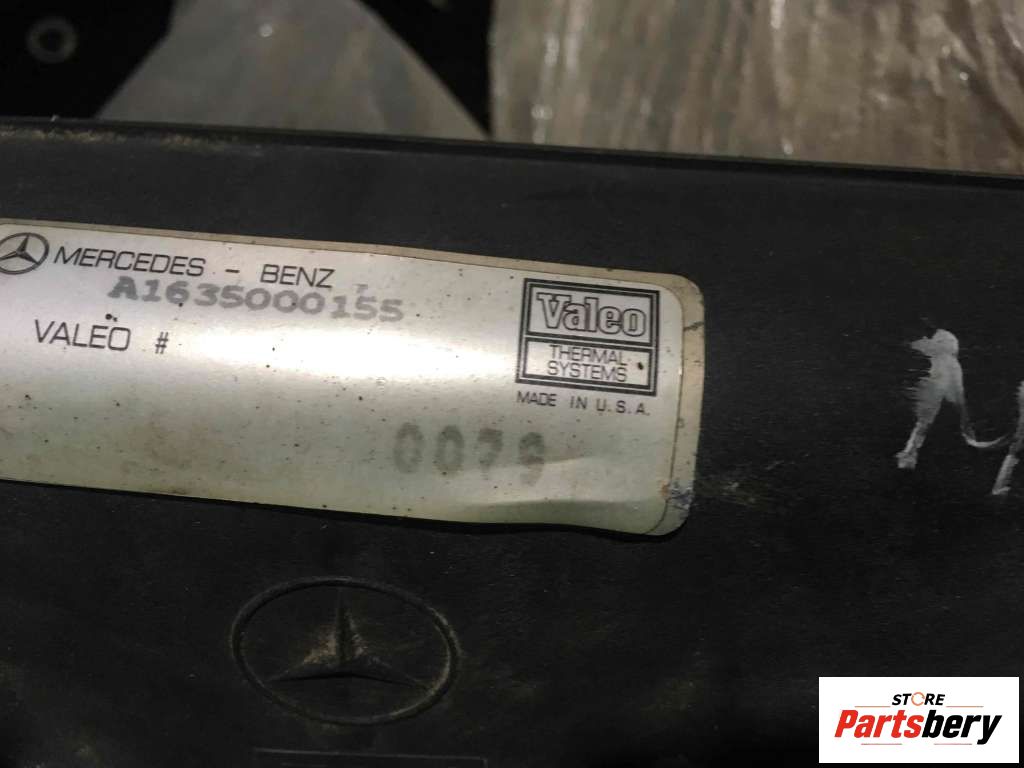 MERCEDES - BENZ
A1635000155
VALEO #
Valeo
THERMAL
SYSTEMS
MADE IN U.S.A.
0079
STORE
Partsbery